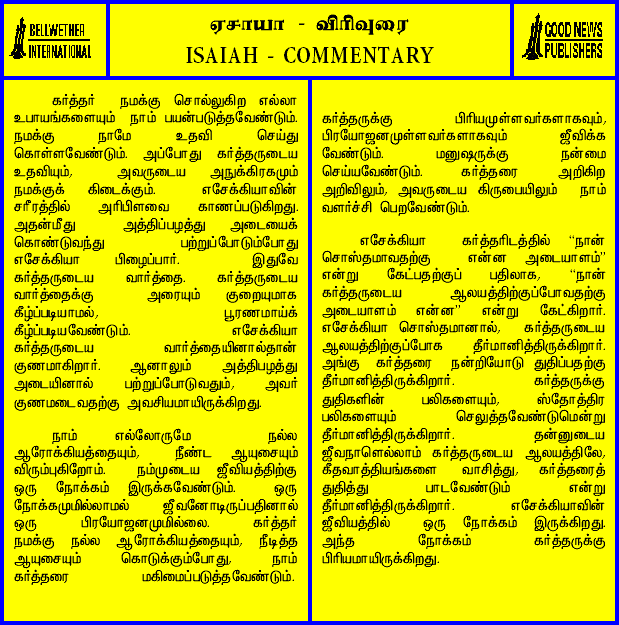 BELLWETHER
INTERNATIONAL
ஏசாயா - விரிவுரை
ISAIAH - COMMENTARY
GOOD NEWS
PUBLISHERS
கர்த்தர் நமக்கு சொல்லுகிற எல்லா
உபாயங்களையும் நாம் பயன்படுத்தவேண்டும்.
நமக்கு நாமே உதவி செய்து
கொள்ளவேண்டும். அப்போது கர்த்தருடைய
உதவியும், அவருடைய அநுக்கிரகமும்
நமக்குக் கிடைக்கும். எசேக்கியாவின்
சரீரத்தில் அரிபிளவை காணப்படுகிறது.
அதன்மீது அத்திப்பழத்து அடையைக்
கொண்டுவந்து பற்றுப்போடும்போது
எசேக்கியா பிழைப்பார். இதுவே
கர்த்தருடைய வார்த்தை. கர்த்தருடைய
வார்த்தைக்கு அரையும் குறையுமாக
கீழ்ப்படியாமல், பூரணமாய்க்
கீழ்ப்படியவேண்டும். எசேக்கியா
கர்த்தருடைய வார்த்தையினால்தான்
குணமாகிறார். ஆனாலும் அத்திபழத்து
அடையினால் பற்றுப்போடுவதும், அவர்
குணமடைவதற்கு அவசியமாயிருக்கிறது.
நாம் எல்லோருமே நல்ல
ஆரோக்கியத்தையும், நீண்ட ஆயுசையும்
விரும்புகிறோம். நம்முடைய ஜீவியத்திற்கு
ஒரு நோக்கம் இருக்கவேண்டும். ஒரு
நோக்கமுமில்லாமல் ஜீவனோடிருப்பதினால்
ஒரு பிரயோஜனமுமில்லை. கர்த்தர்
நமக்கு நல்ல ஆரோக்கியத்தையும், நீடித்த
ஆயுசையும் கொடுக்கும்போது, நாம்
கர்த்தரை மகிமைப்படுத்தவேண்டும்.
கர்த்தருக்கு பிரியமுள்ளவர்களாகவும்,
பிரயோஜனமுள்ளவர்களாகவும் ஜீவிக்க
வேண்டும். மனுஷருக்கு நன்மை
செய்யவேண்டும். கர்த்தரை அறிகிற
அறிவிலும், அவருடைய கிருபையிலும் நாம்
வளர்ச்சி பெறவேண்டும்.
எசேக்கியா கர்த்தரிடத்தில் “நான்
சொஸ்தமாவதற்கு என்ன அடையாளம்”
என்று கேட்பதற்குப் பதிலாக, “நான்
கர்த்தருடைய ஆலயத்திற்குப்போவதற்கு
அடையாளம் என்ன” என்று கேட்கிறார்.
எசேக்கியா சொஸ்தமானால், கர்த்தருடைய
ஆலயத்திற்குப்போக தீர்மானித்திருக்கிறார்.
அங்கு கர்த்தரை நன்றியோடு துதிப்பதற்கு
தீர்மானித்திருக்கிறார். கர்த்தருக்கு
துதிகளின் பலிகளையும், ஸ்தோத்திர
பலிகளையும் செலுத்தவேண்டுமென்று
தீர்மானித்திருக்கிறார். தன்னுடைய
ஜீவநாளெல்லாம் கர்த்தருடைய ஆலயத்திலே,
கீதவாத்தியங்களை வாசித்து, கர்த்தரைத்
துதித்து பாடவேண்டும் என்று
தீர்மானித்திருக்கிறார். எசேக்கியாவின்
ஜீவியத்தில் ஒரு நோக்கம் இருக்கிறது.
அந்த நோக்கம் கர்த்தருக்கு
பிரியமாயிருக்கிறது.